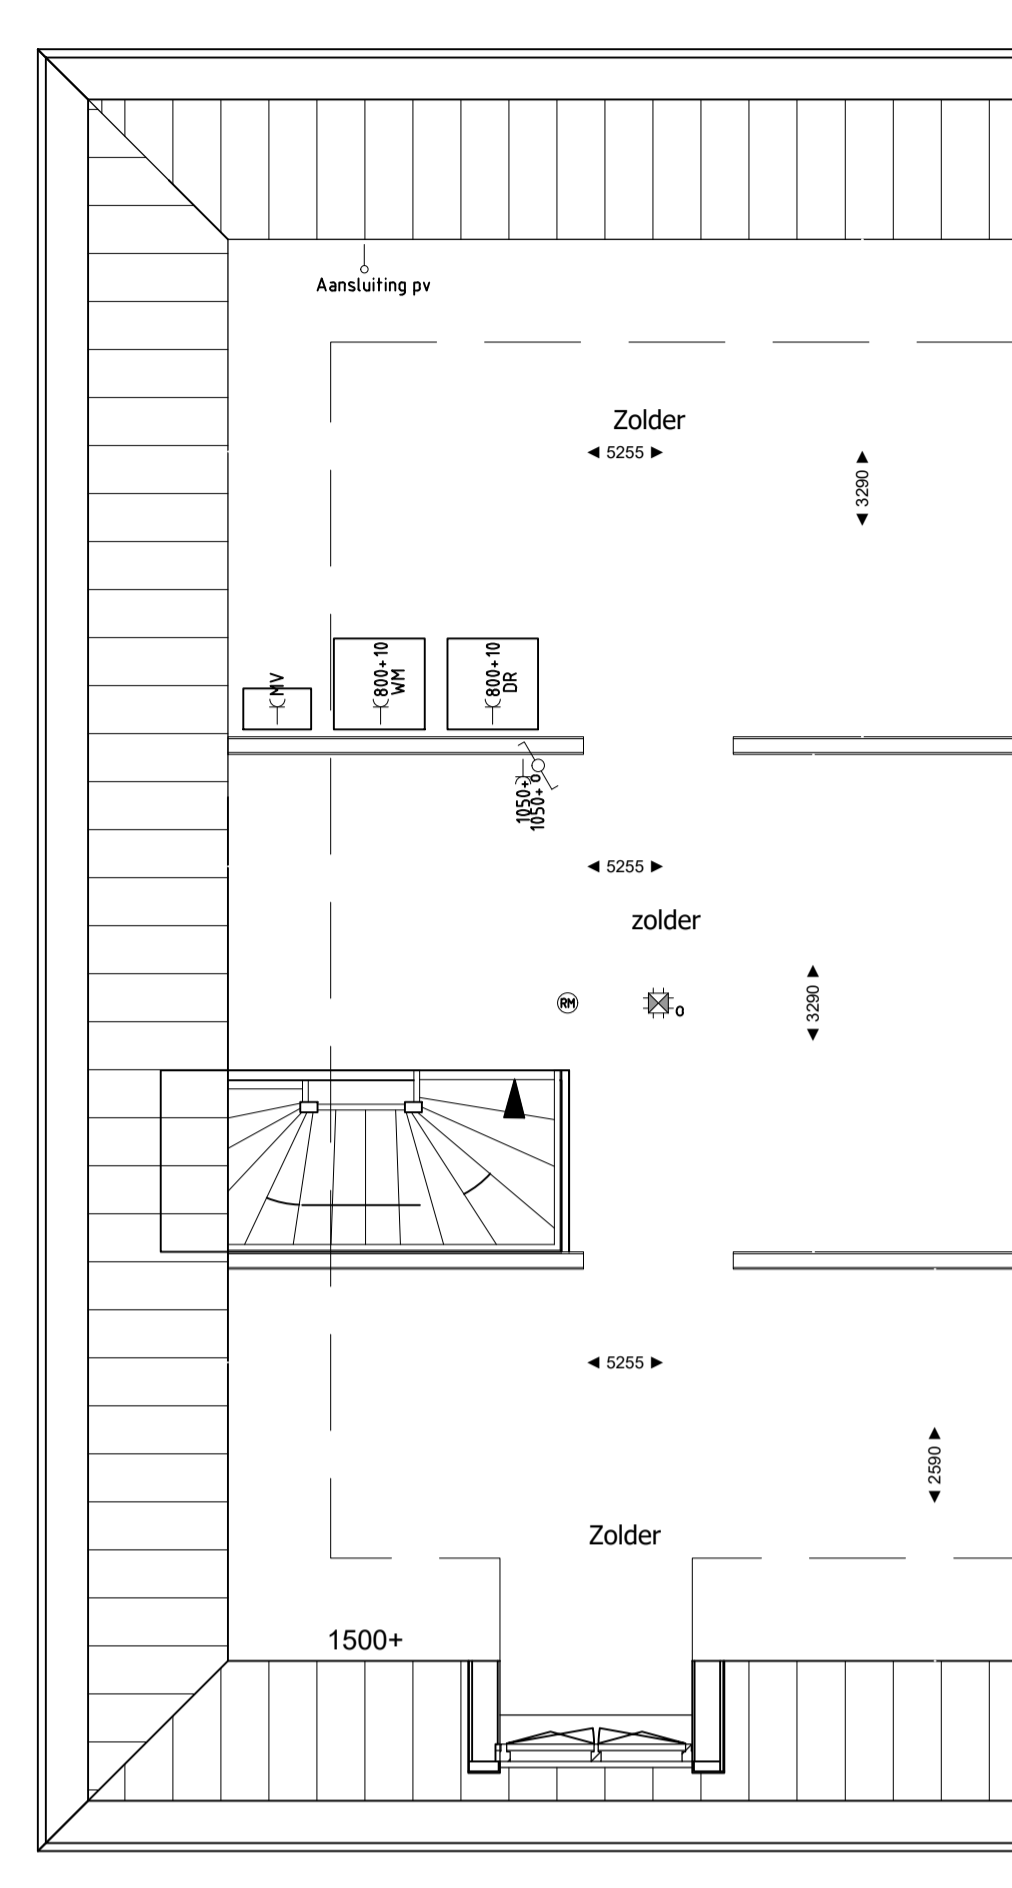 Aansluiting pv
Zolder
5255
3290
MV
800+10
WM
800+10
DR
1050+
1050+ o
o
5255
zolder
3290
RM
o
5255
2590
Zolder
1500+